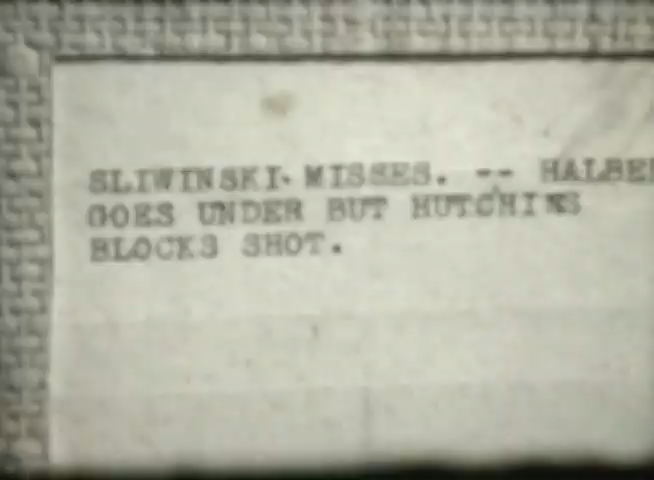 SLIWINSKI MISSES. -- HALBE
GOES UNDER BUT HUTCHINS
BLOCKS SHOT.